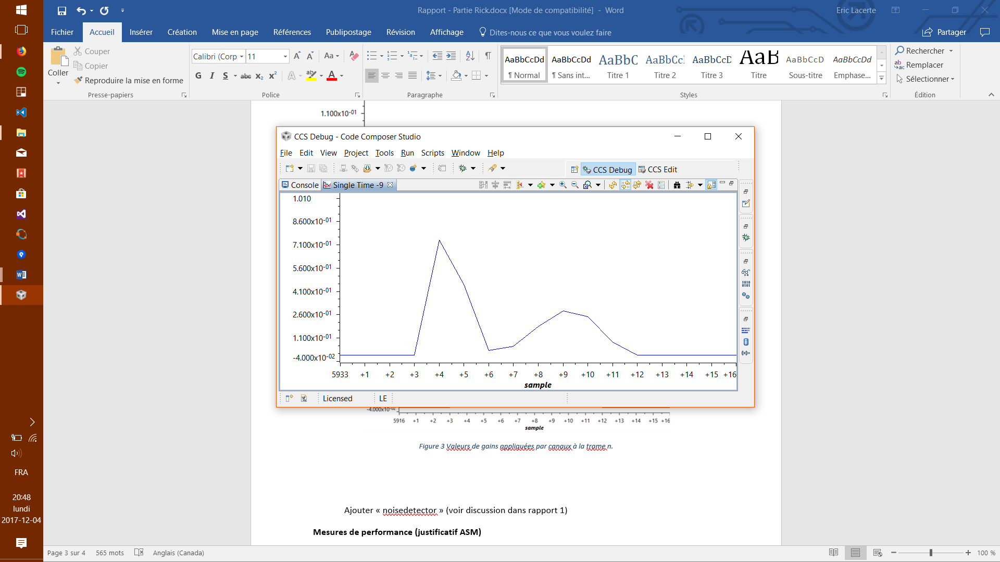 Rapport - Partie Rick.docx [Mode de compatibilité] - Word
Eric Lacerte
Fichier Accueil Insérer Création Mise en page Références Publipostage Révision Affichage Dites-nous ce que vous voulez faire Partager
Coller
Couper
Copier
Reproduire la mise en forme
Presse-papiers
Calibri (Corp 11
G I S abc x₂ x²
Police
Paragraphe
AaBbCcDd AaBbCcDd AaBbC AaBbCc AaBbCcD AaB AaBbCcD AaBbCcDd
¶ Normal ¶ Sans int... Titre 1 Titre 2 Titre 3 Titre Sous-titre Emphase...
Styles
Rechercher
Remplacer
Sélectionner
Édition
1.100x10-01
CCS Debug - Code Composer Studio
File Edit View Project Tools Run Scripts Window Help
CCS Debug CCS Edit
Console Single Time -9
1.010
8.600x10-01
7.100x10-01
5.600x10-01
4.100x10-01
2.600x10-01
1.100x10-01
-4.000x10-02
5933 +1 +2 +3 +4 +5 +6 +7 +8 +9 +10 +11 +12 +13 +14 +15 +16
sample
Licensed LE
-4.000x10-02
5916 +1 +2 +3 +4 +5 +6 +7 +8 +9 +10 +11 +12 +13 +14 +15 +16
sample
Figure 3 Valeurs de gains appliquées par canaux à la trame n.
Ajouter « noisedetector » (voir discussion dans rapport 1)
Mesures de performance (justificatif ASM)
FRA
20:48
lundi
2017-12-04
Page 3 sur 4 565 mots Anglais (Canada) 100 %